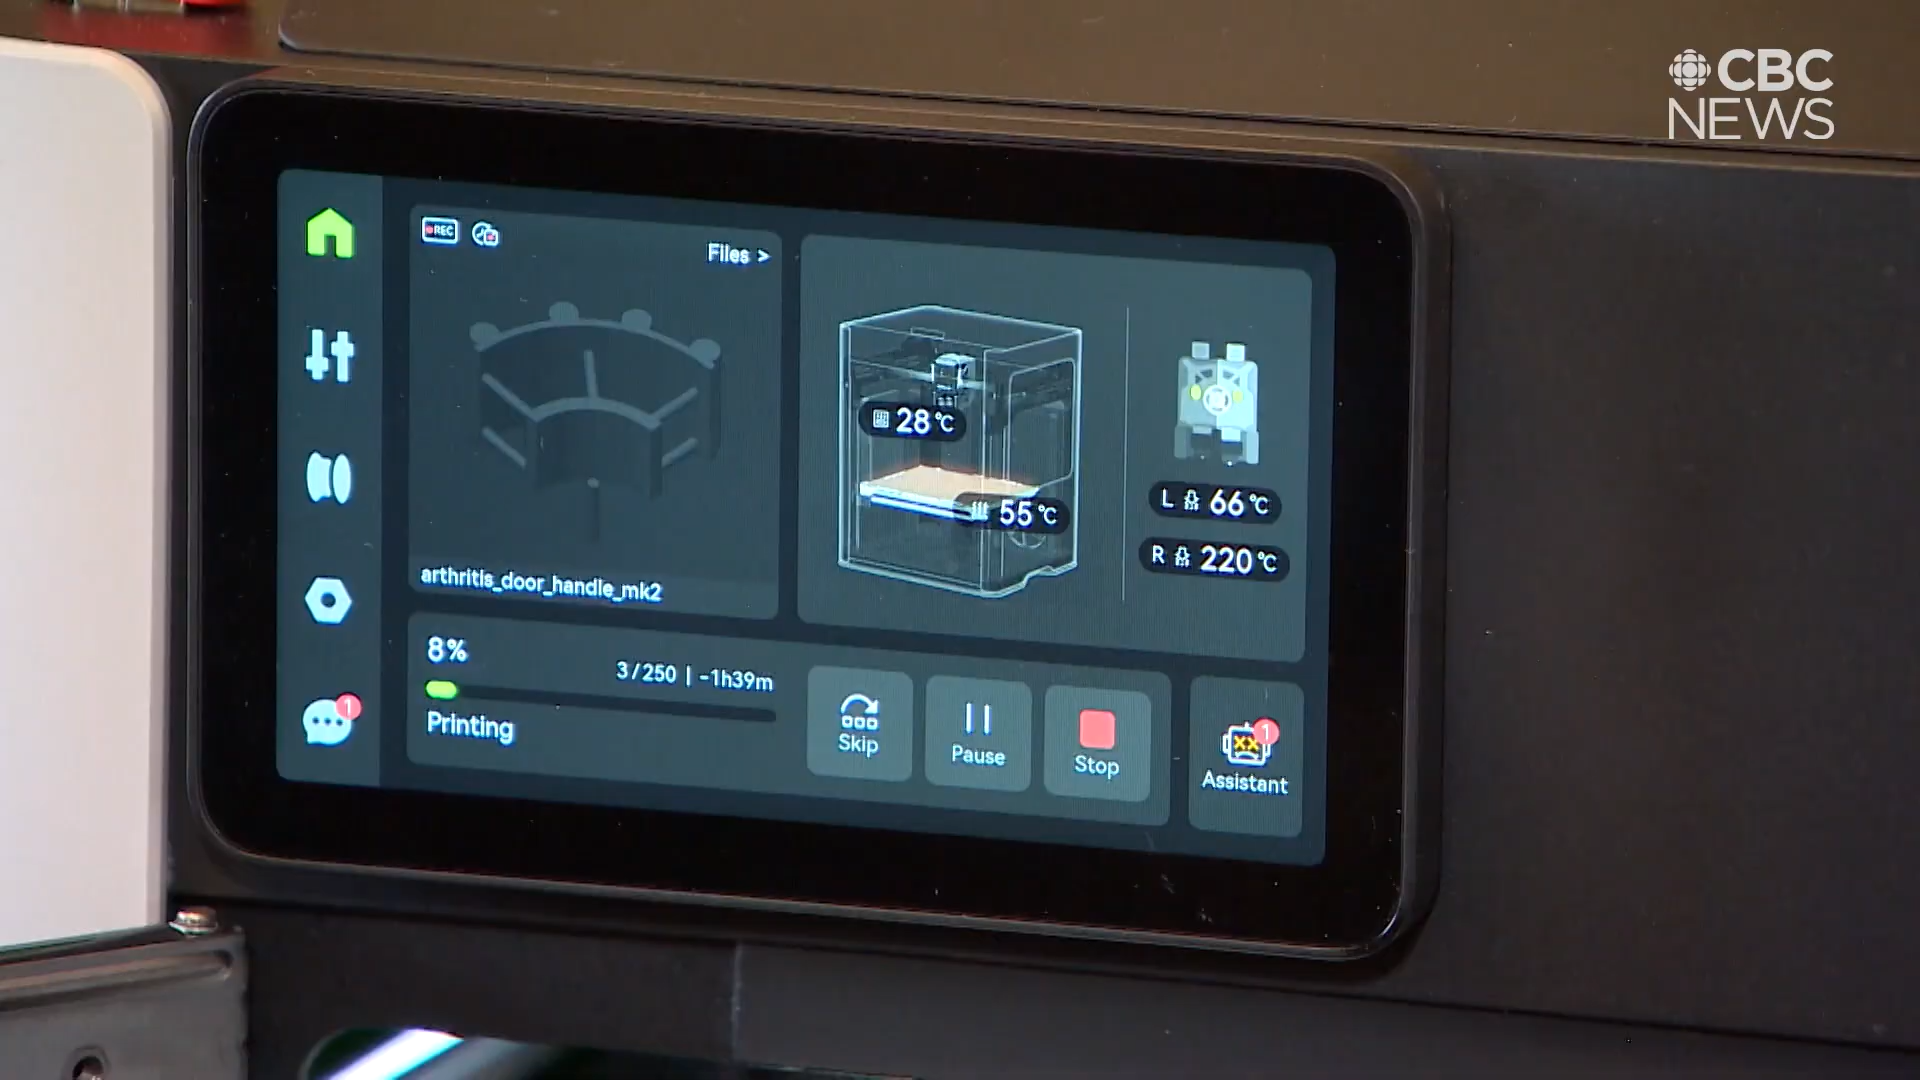 CBC
NEWS
REC
Files >
28 °C
55 °C
L 66 °C
R 220 °C
arthritis_door_handle_mk2
8%
3/250 | -1h39m
Printing
Skip
Pause
Stop
1
Assistant
1